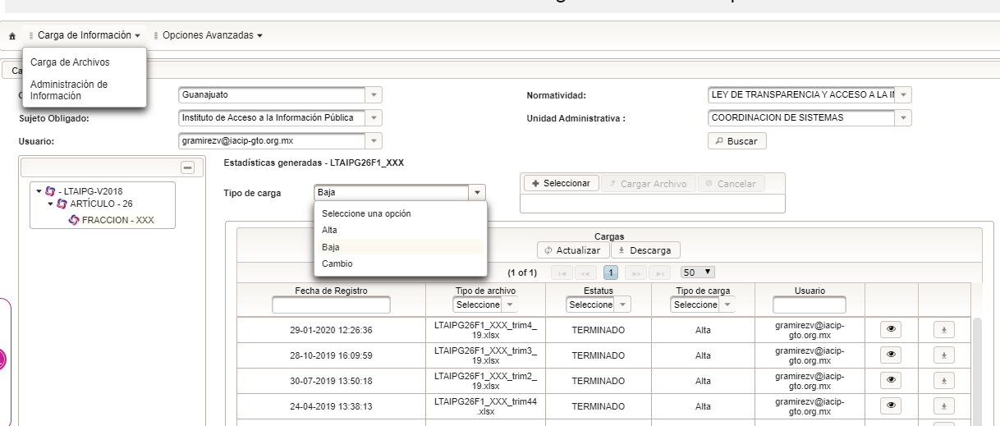 Carga de Información
Opciones Avanzadas
Carga de Archivos
Administración de
Información
Ca
Guanajuato
Normatividad:
LEY DE TRANSPARENCIA Y ACCESO A LA
Sujeto Obligado:
Instituto de Acceso a la Información Pública
Unidad Administrativa :
COORDINACION DE SISTEMAS
Usuario:
gramirezv@iacip-gto.org.mx
Buscar
Estadísticas generadas - LTAIPG26F1_XXX
- LTAIPG-V2018
ARTÍCULO - 26
FRACCION - XXX
Tipo de carga
Baja
Seleccionar
Cargar Archivo
Cancelar
Seleccione una opción
Alta
Baja
Cambio
Cargas
Actualizar
Descarga
(1 of 1)
1
50
Fecha de Registro
Tipo de archivo
Estatus
Tipo de carga
Usuario
Seleccione
Seleccione
Seleccione
29-01-2020 12:26:36
LTAIPG26F1_XXX_trim4_
19.xlsx
TERMINADO
Alta
gramirezv@iacip-
gto.org.mx
28-10-2019 16:09:59
LTAIPG26F1_XXX_trim3_
19.xlsx
TERMINADO
Alta
gramirezv@iacip-
gto.org.mx
30-07-2019 13:50:18
LTAIPG26F1_XXX_trim2_
19.xlsx
TERMINADO
Alta
gramirezv@iacip-
gto.org.mx
24-04-2019 13:38:13
LTAIPG26F1_XXX_trim44
.xlsx
TERMINADO
Alta
gramirezv@iacip-
gto.org.mx